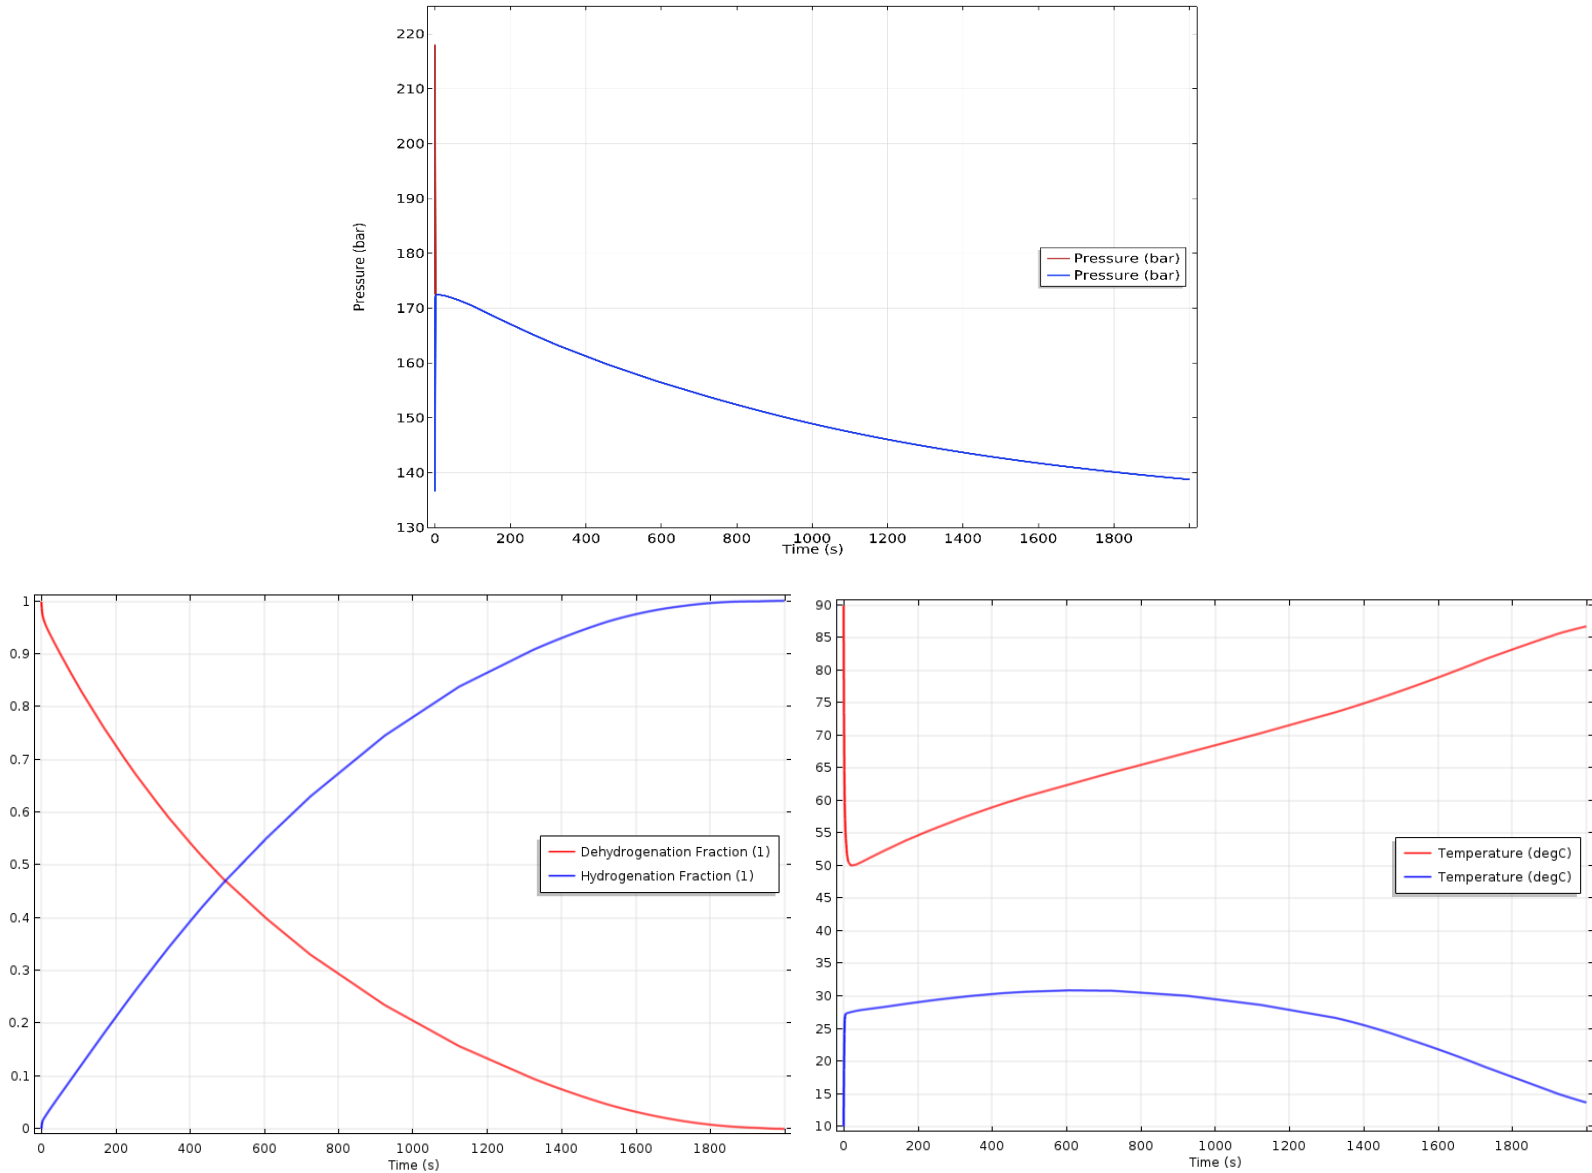 220
210
200
190
180
170
160
150
140
130
Pressure (bar)
Pressure (bar)
Pressure (bar)
0 200 400 600 800 1000 1200 1400 1600 1800
Time (s)
1
0.9
0.8
0.7
0.6
0.5
0.4
0.3
0.2
0.1
0
Dehydrogenation Fraction (1)
Hydrogenation Fraction (1)
0 200 400 600 800 1000 1200 1400 1600 1800
Time (s)
90
85
80
75
70
65
60
55
50
45
40
35
30
25
20
15
10
Temperature (degC)
Temperature (degC)
0 200 400 600 800 1000 1200 1400 1600 1800
Time (s)